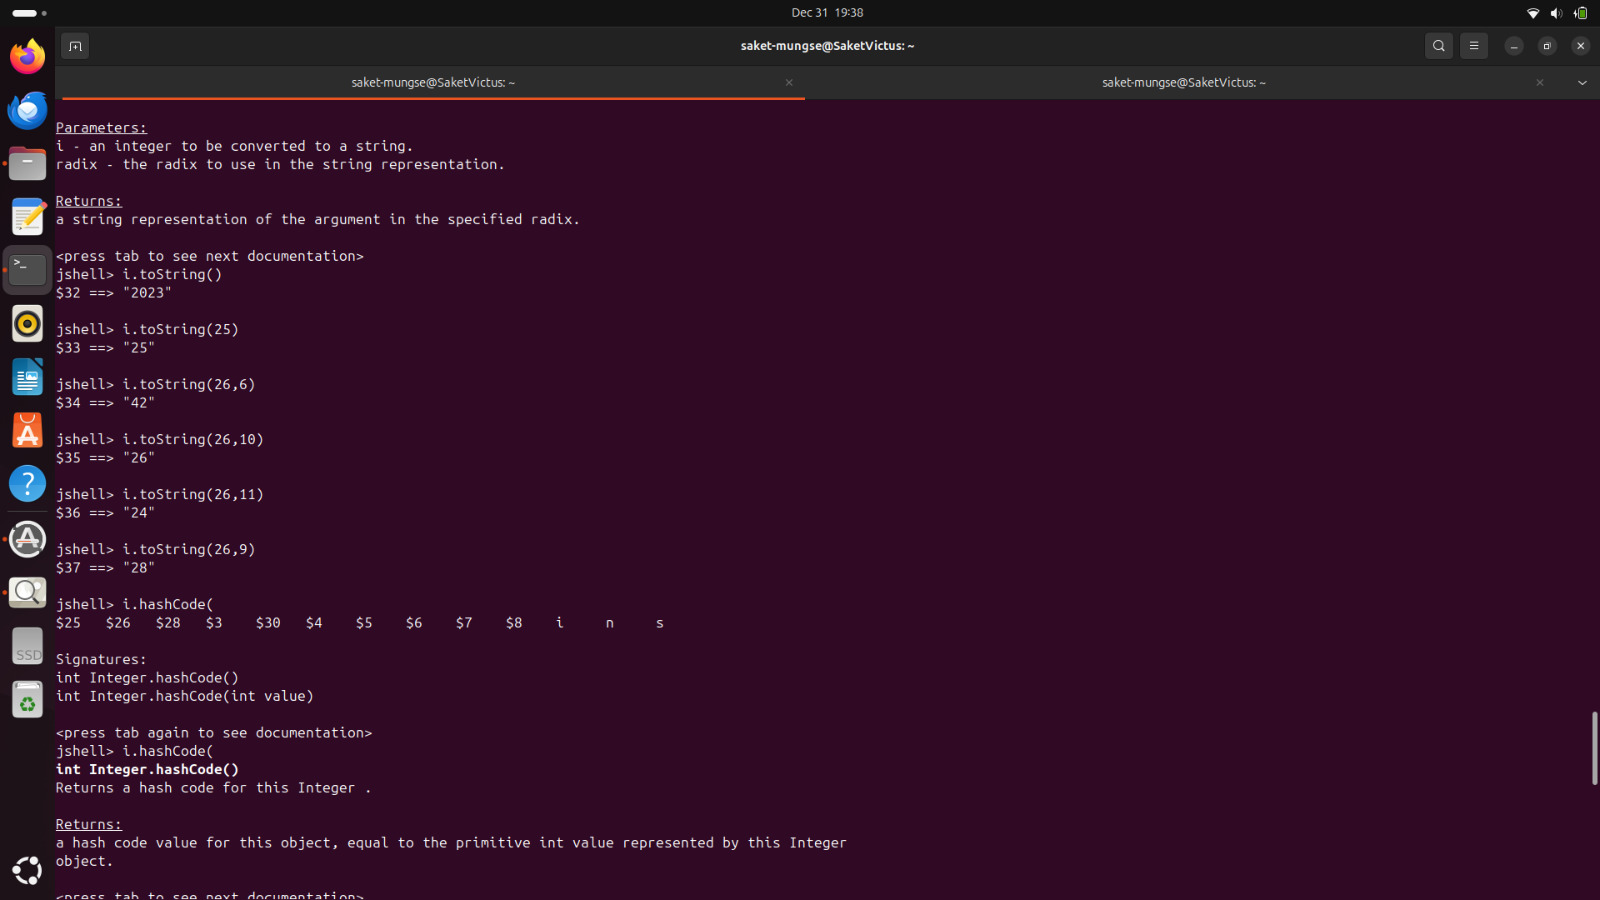 Dec 31 19:38
saket-mungse@SaketVictus: ~
saket-mungse@SaketVictus: ~
saket-mungse@SaketVictus: ~
Parameters:
i - an integer to be converted to a string.
radix - the radix to use in the string representation.
Returns:
a string representation of the argument in the specified radix.
<press tab to see next documentation>
jshell> i.toString()
$32 ==> "2023"
jshell> i.toString(25)
$33 ==> "25"
jshell> i.toString(26,6)
$34 ==> "42"
jshell> i.toString(26,10)
$35 ==> "26"
jshell> i.toString(26,11)
$36 ==> "24"
jshell> i.toString(26,9)
$37 ==> "28"
jshell> i.hashCode(
$25 $26 $28 $3 $30 $4 $5 $6 $7 $8 i n s
Signatures:
int Integer.hashCode()
int Integer.hashCode(int value)
<press tab again to see documentation>
jshell> i.hashCode(
int Integer.hashCode()
Returns a hash code for this Integer .
Returns:
a hash code value for this object, equal to the primitive int value represented by this Integer
object.
<press tab to see next documentation>
SSD